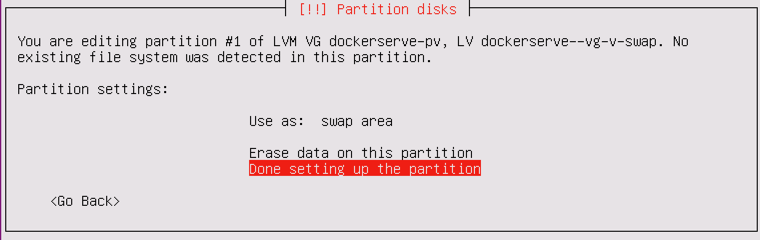 [!!] Partition disks
You are editing partition #1 of LVM VG dockerserve-pv, LV dockerserve--vg-v-swap. No
existing file system was detected in this partition.
Partition settings:
Use as: swap area
Erase data on this partition
Done setting up the partition
<Go Back>